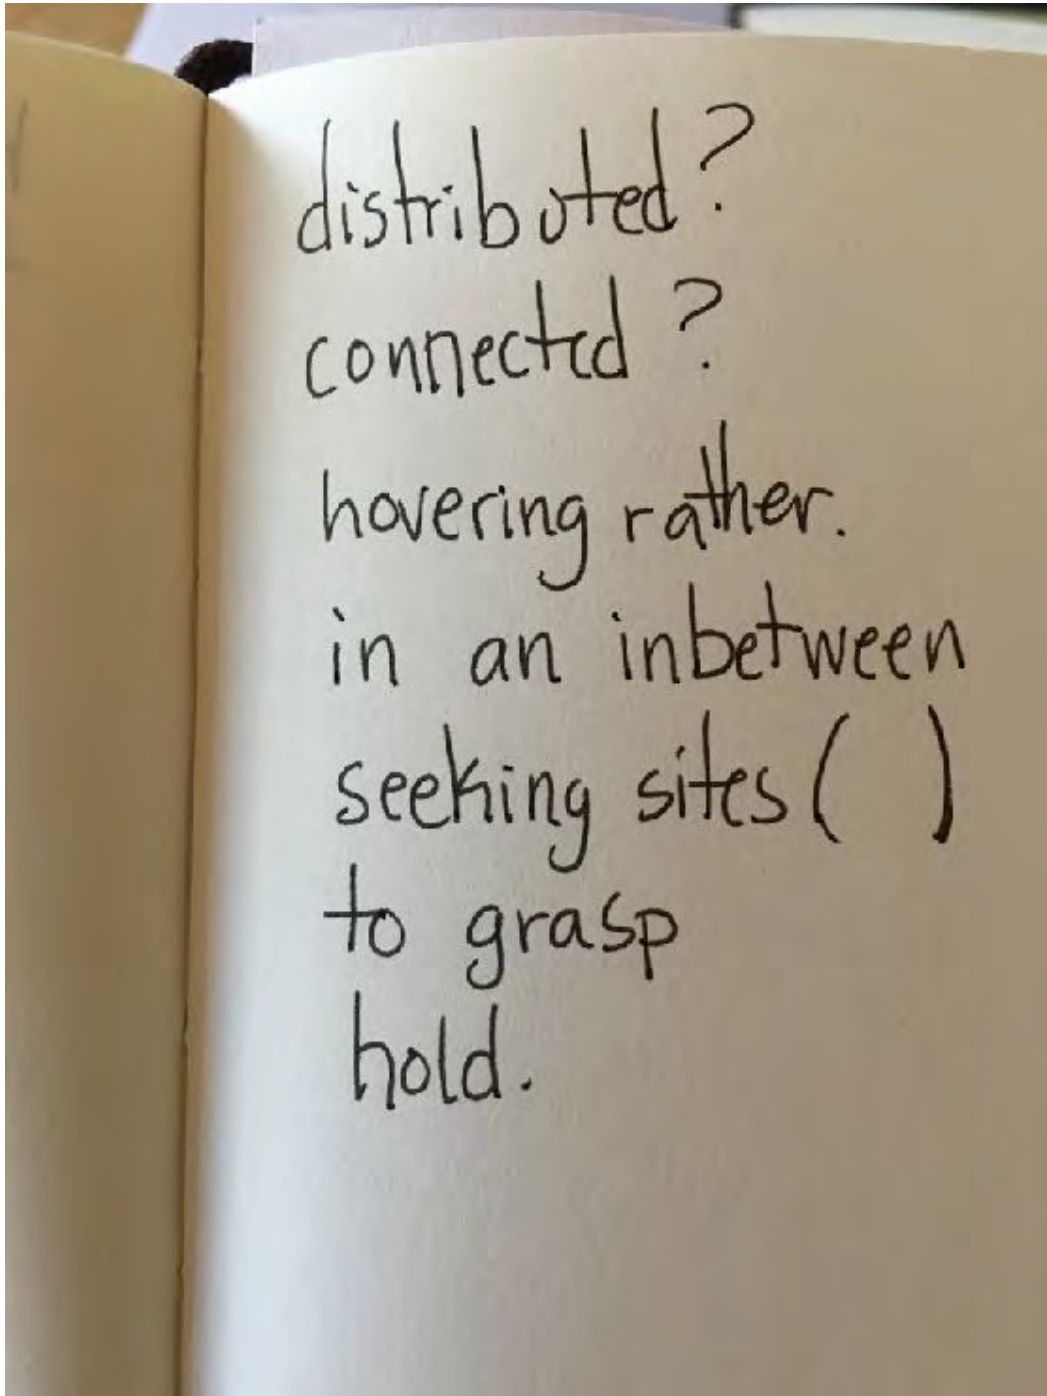 distributed?
connected?
hovering rather.
in an inbetween
seeking sites ( )
to grasp
hold.